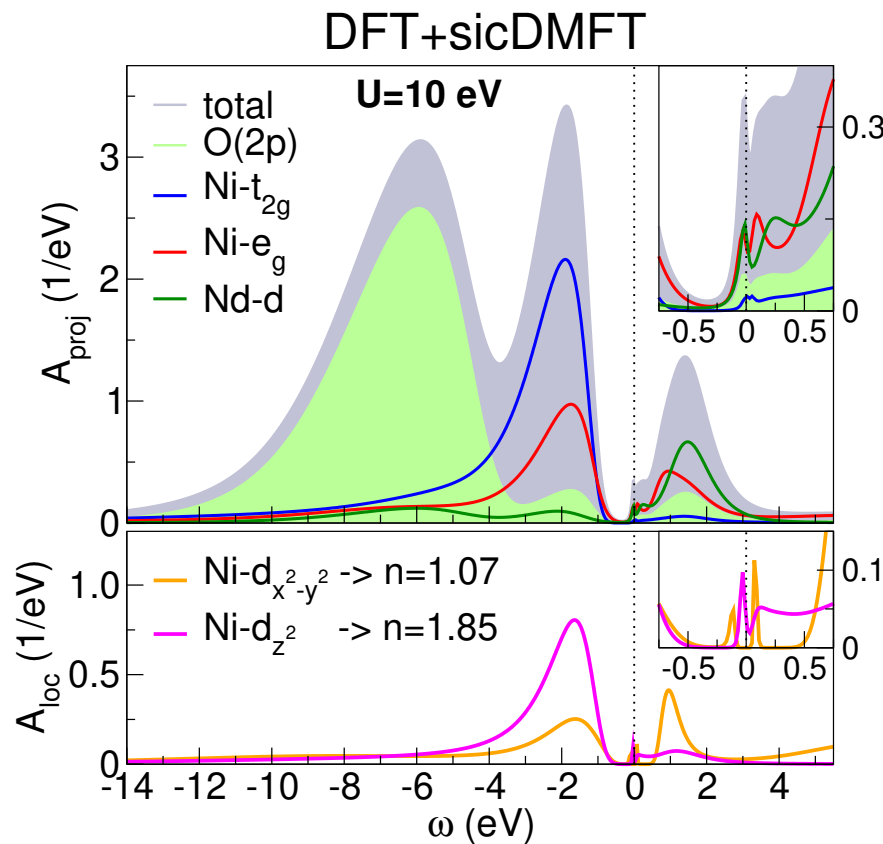 DFT+sicDMFT
U=10 eV
total
O(2p)
Ni-t2g
Ni-eg
Nd-d
Aproj (1/eV)
3
2
1
0
0.3
0
-0.5 0 0.5
Ni-dx²-y² -> n=1.07
Ni-dz² -> n=1.85
Aloc (1/eV)
1.0
0.5
0
0.1
0
-0.5 0 0.5
-14 -12 -10 -8 -6 -4 -2 0 2 4
ω (eV)